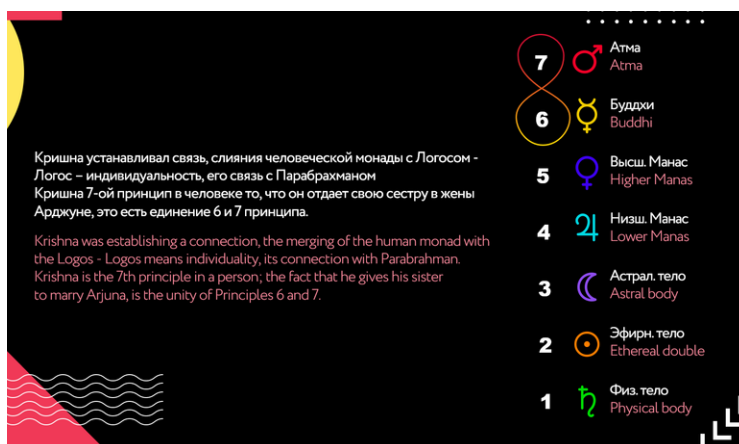 Кришна устанавливал связь, слияния человеческой монады с Логосом -
Логос – индивидуальность, его связь с Парабрахманом
Кришна 7-ой принцип в человеке то, что он отдает свою сестру в жены
Арджуне, это есть единение 6 и 7 принципа.
Krishna was establishing a connection, the merging of the human monad with
the Logos - Logos means individuality, its connection with Parabrahman.
Krishna is the 7th principle in a person; the fact that he gives his sister
to marry Arjuna, is the unity of Principles 6 and 7.
7 ♂ Атма
Atma
6 ☿ Буддхи
Buddhi
5 ♀ Высш. Манас
Higher Manas
4 ♃ Низш. Манас
Lower Manas
3 ☾ Астрал. тело
Astral body
2 ☉ Эфирн. тело
Ethereal double
1 ♄ Физ. тело
Physical body